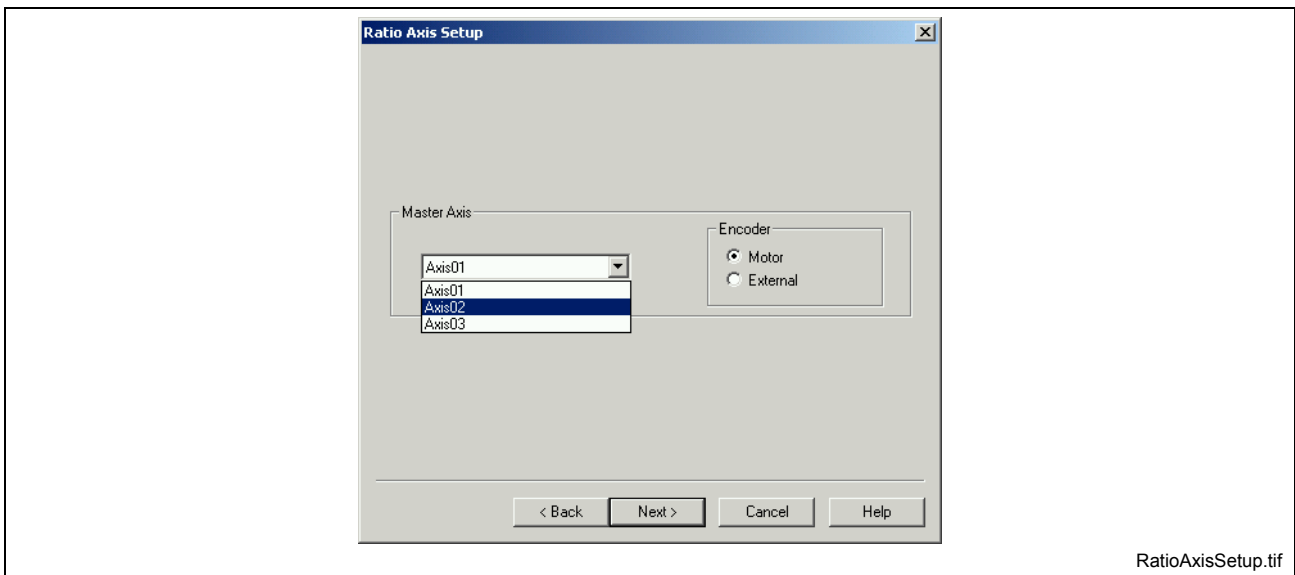 Ratio Axis Setup
Master Axis
Encoder
Axis01
Motor
External
Axis01
Axis02
Axis03
< Back
Next >
Cancel
Help
RatioAxisSetup.tif